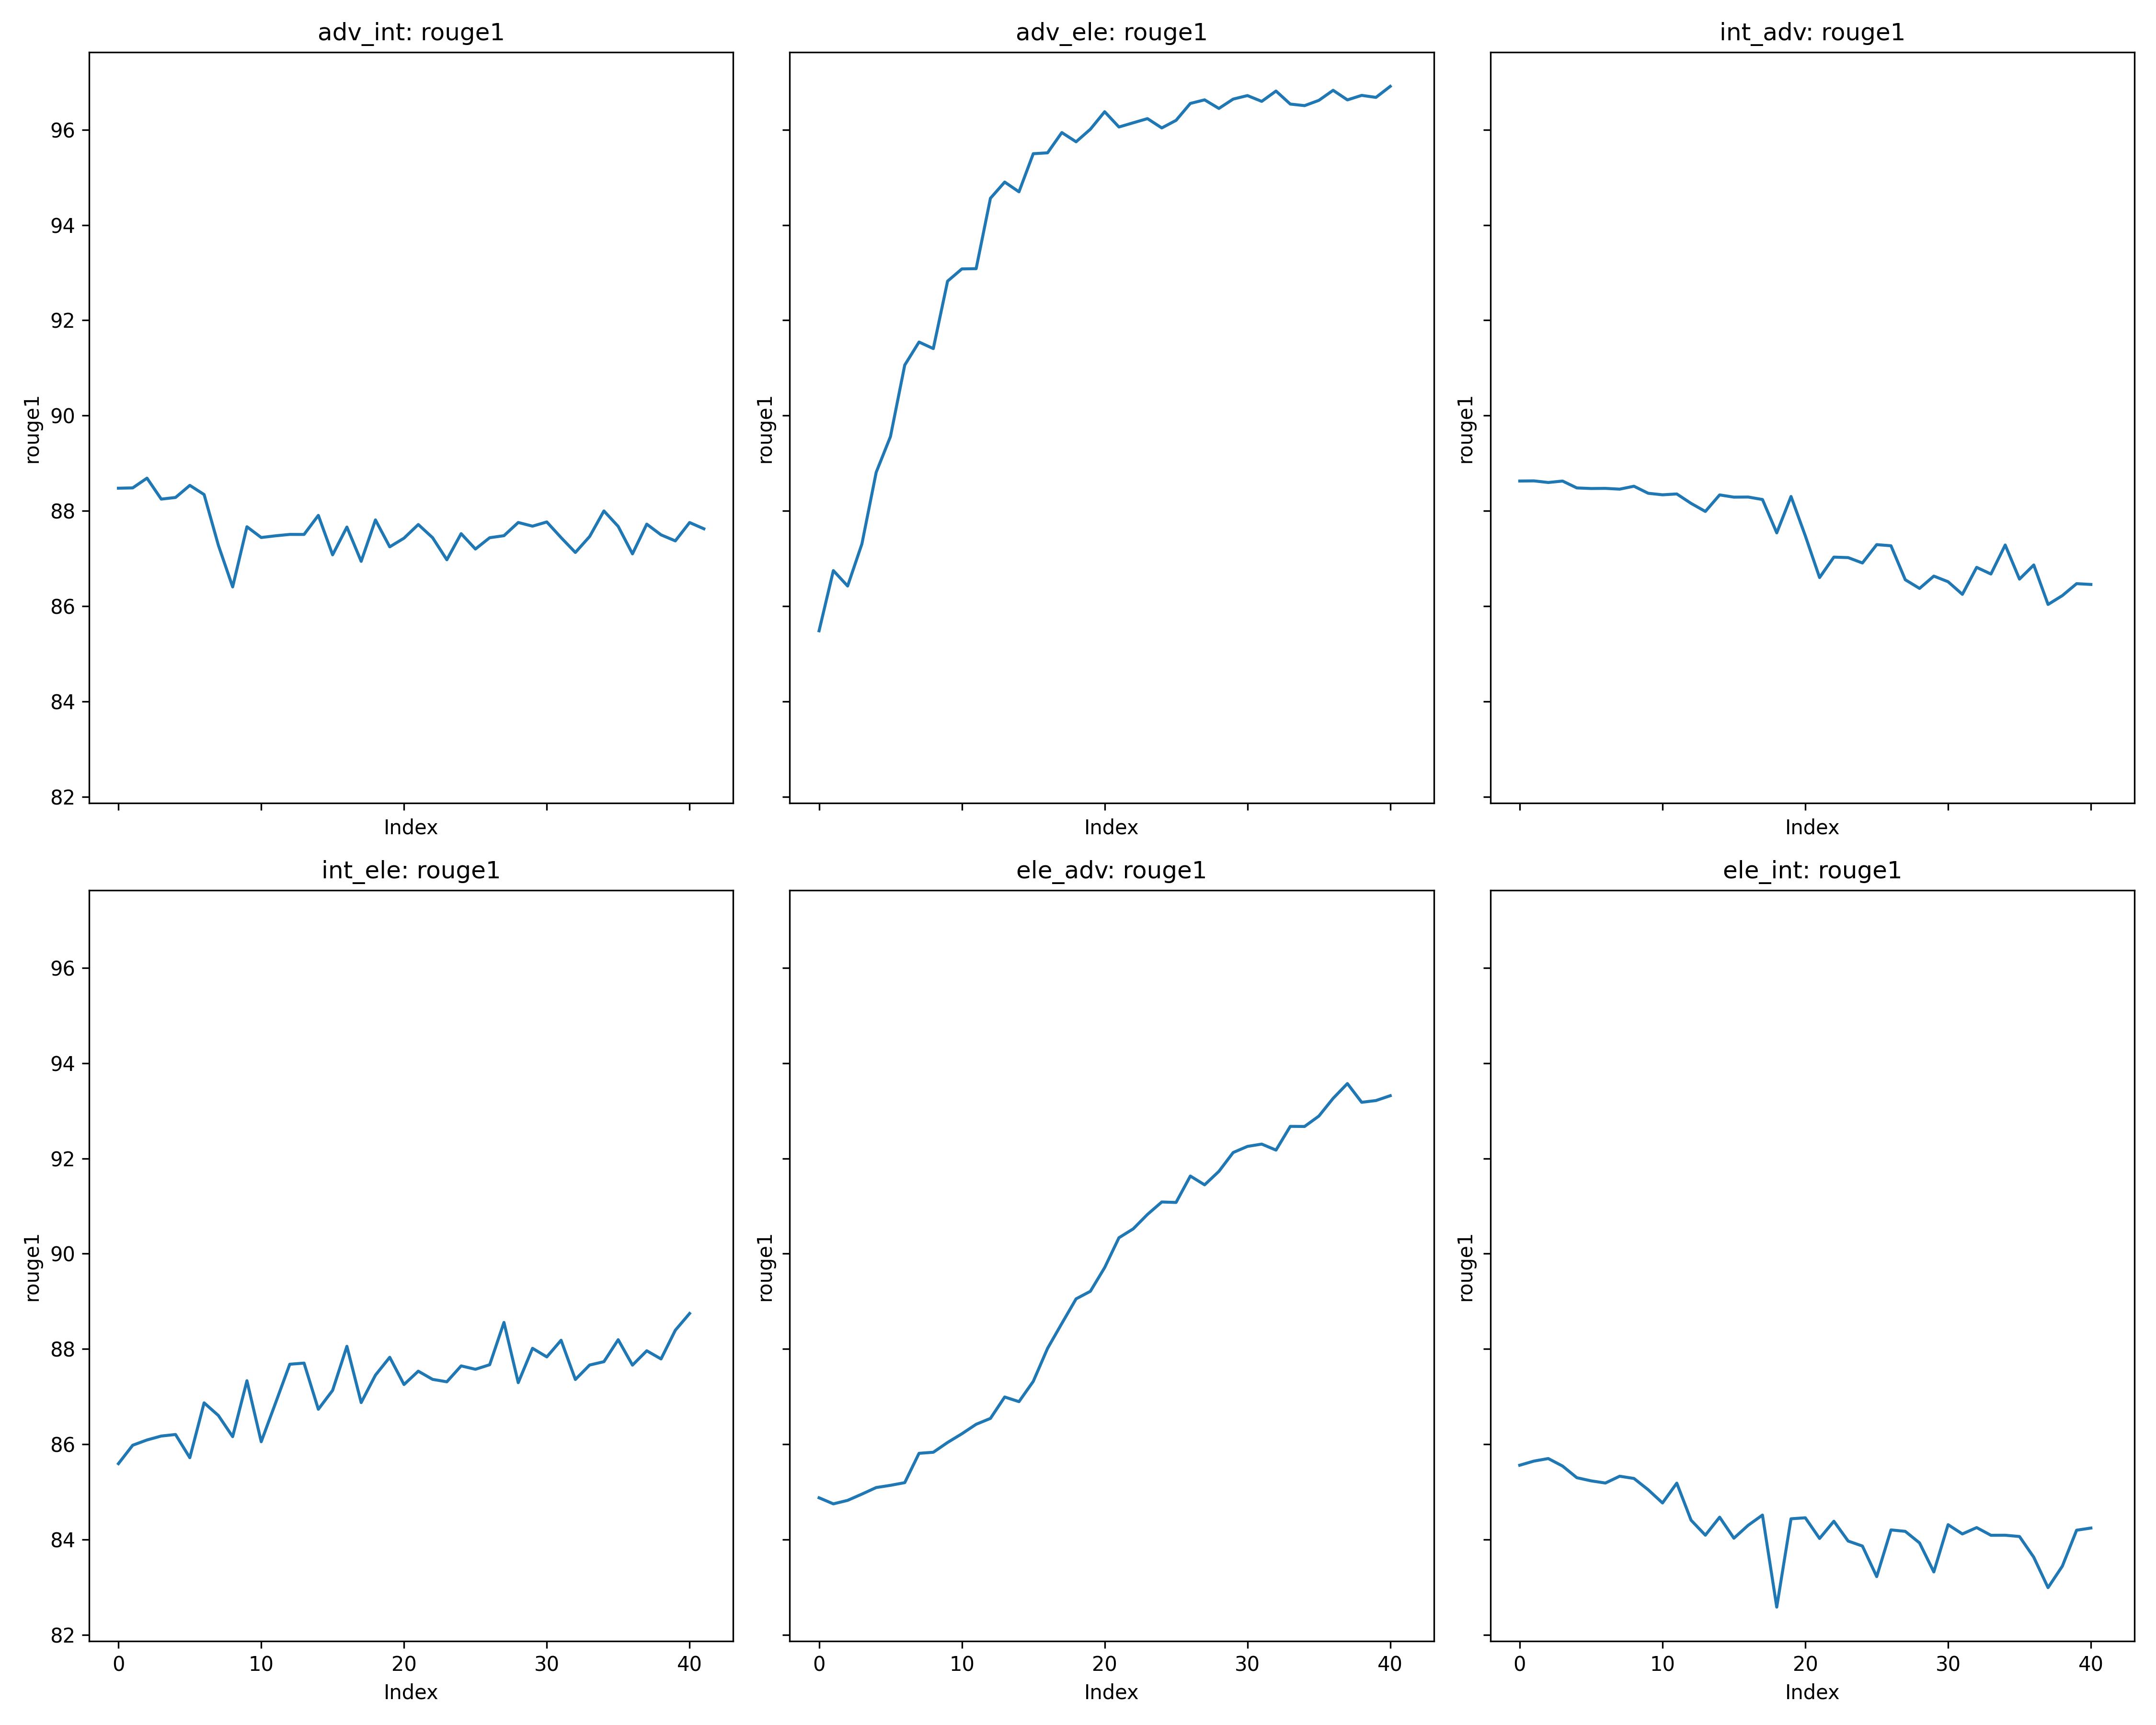 adv_int: rouge1
adv_ele: rouge1
int_adv: rouge1
96
94
92
90
88
86
84
82
rouge1
rouge1
rouge1
Index
Index
Index
int_ele: rouge1
ele_adv: rouge1
ele_int: rouge1
96
94
92
90
88
86
84
82
rouge1
rouge1
rouge1
0 10 20 30 40
0 10 20 30 40
0 10 20 30 40
Index
Index
Index